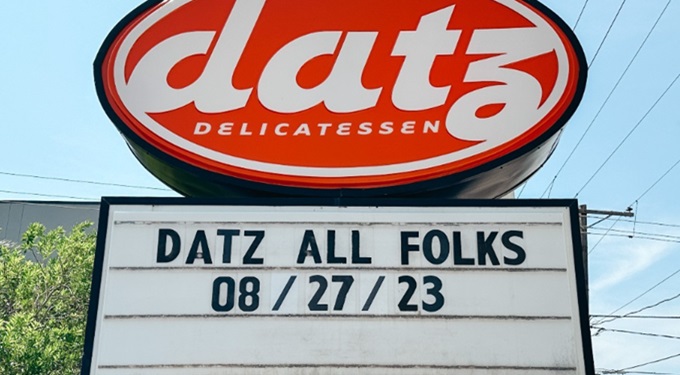 datz
DELICATESSEN
DATZ ALL FOLKS
08/27/23